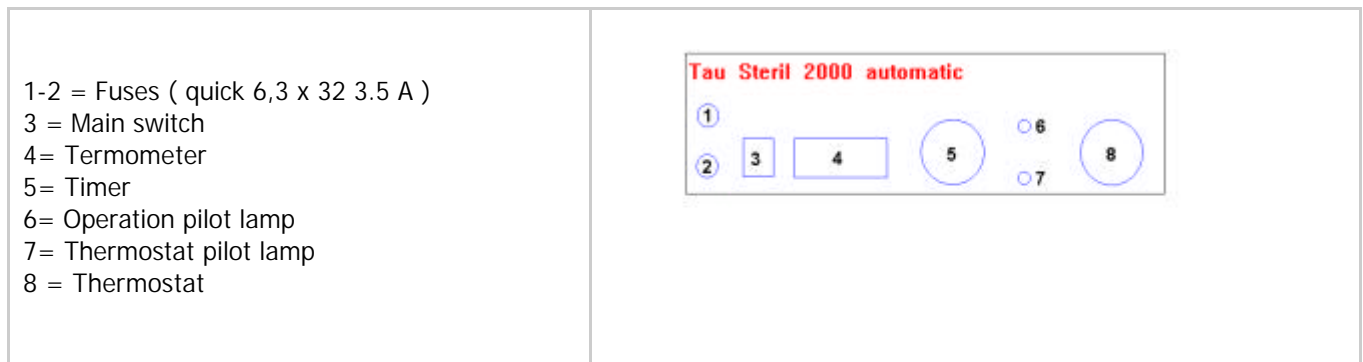 1-2 = Fuses ( quick 6,3 x 32 3.5 A )
3 = Main switch
4= Termometer
5= Timer
6= Operation pilot lamp
7= Thermostat pilot lamp
8 = Thermostat
Tau Steril 2000 automatic
1
2
3
4
5
6
7
8